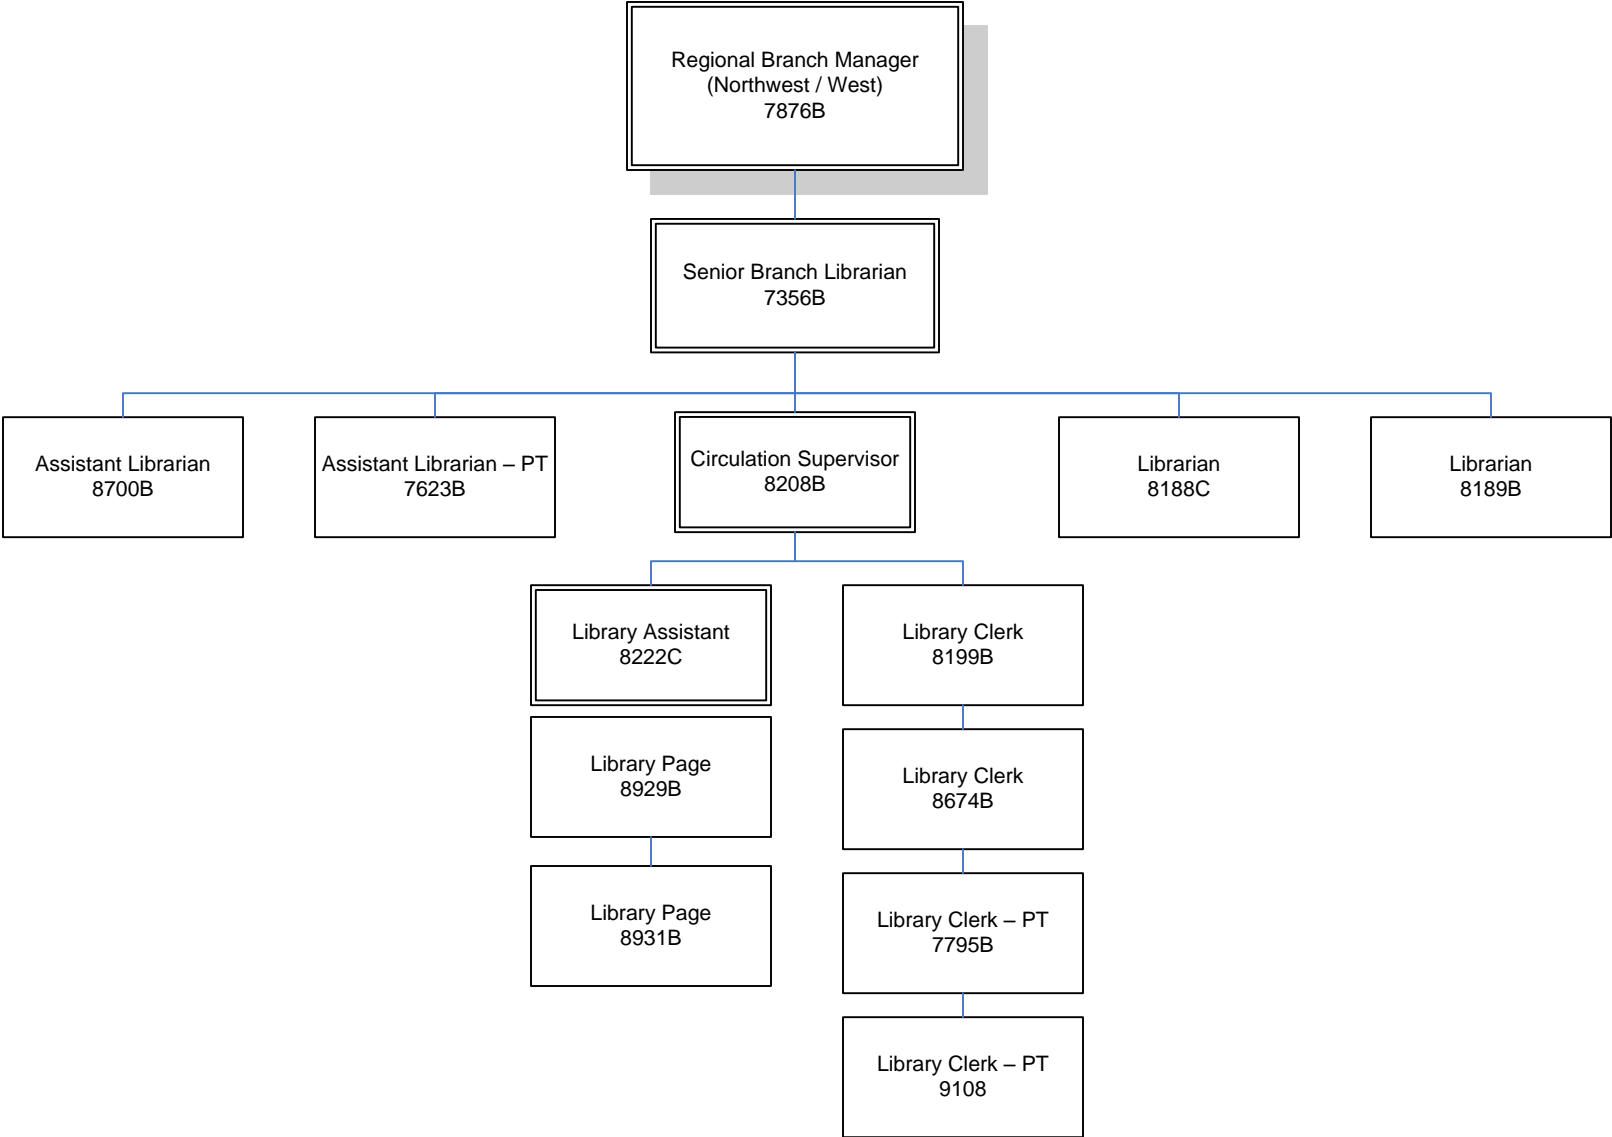 Regional Branch Manager
(Northwest / West)
7876B
Senior Branch Librarian
7356B
Assistant Librarian
8700B
Assistant Librarian – PT
7623B
Circulation Supervisor
8208B
Librarian
8188C
Librarian
8189B
Library Assistant
8222C
Library Clerk
8199B
Library Page
8929B
Library Clerk
8674B
Library Page
8931B
Library Clerk – PT
7795B
Library Clerk – PT
9108